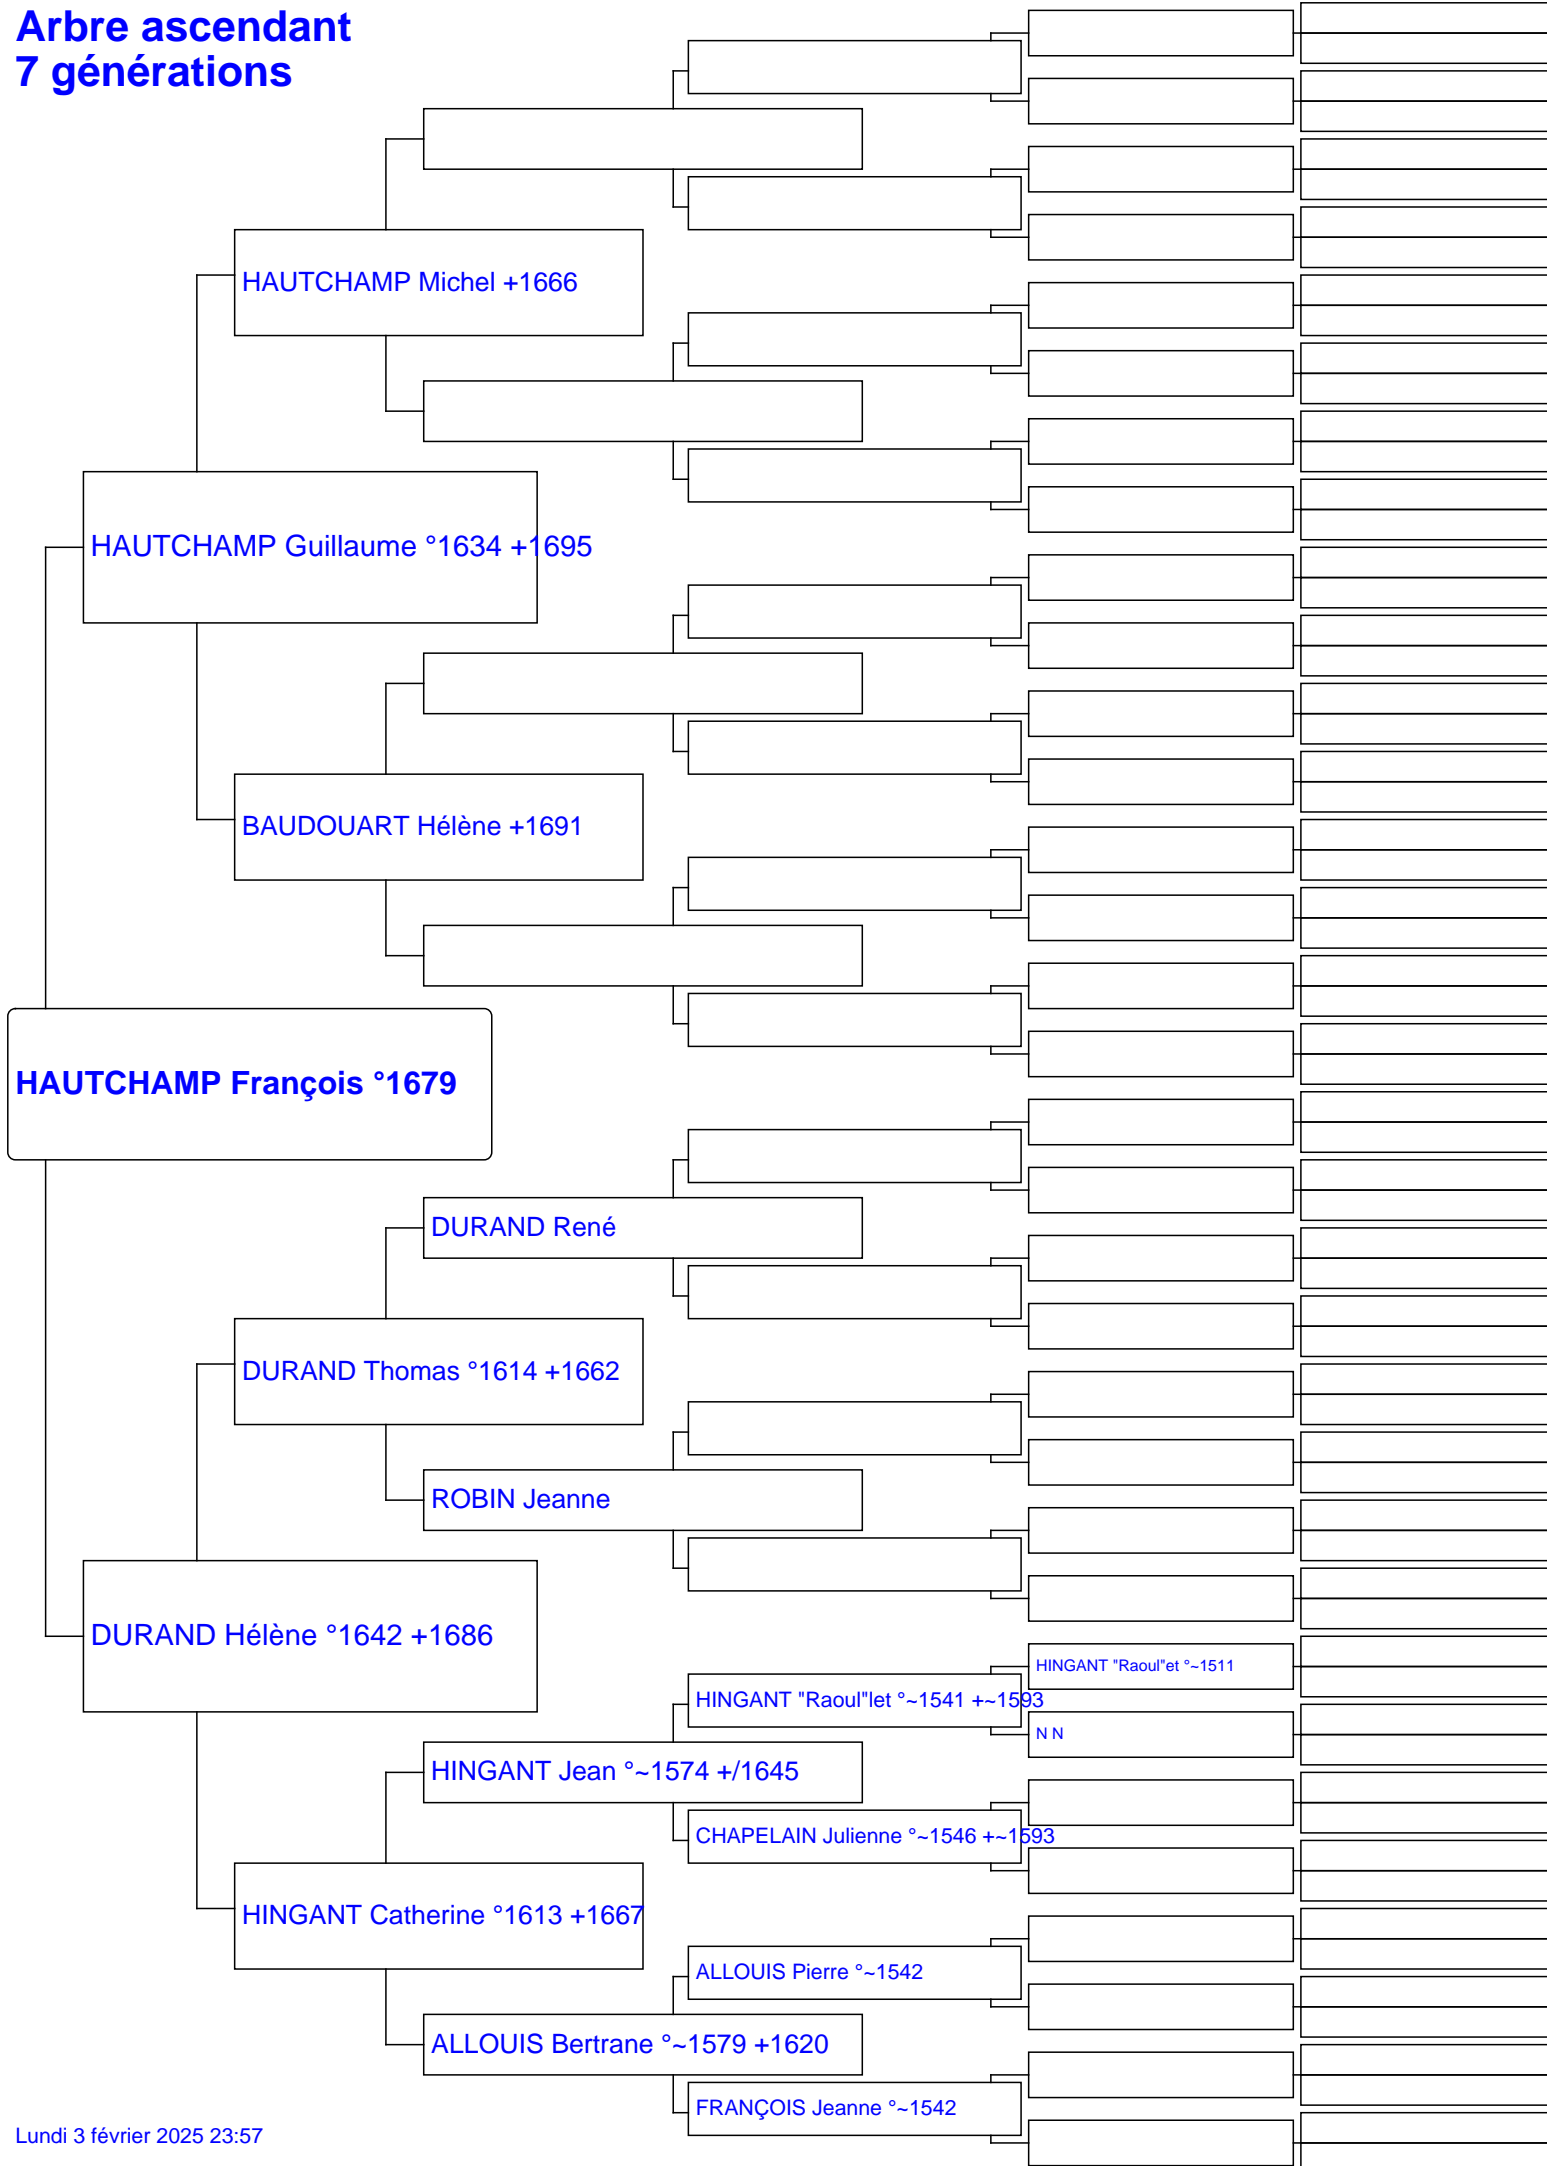 Arbre ascendant
7 générations
HAUTCHAMP Michel +1666
HAUTCHAMP Guillaume °1634 +1695
BAUDOUART Hélène +1691
HAUTCHAMP François °1679
DURAND René
DURAND Thomas °1614 +1662
ROBIN Jeanne
DURAND Hélène °1642 +1686
HINGANT "Raoul"et °~1511
HINGANT "Raoul"let °~1541 +~1593
N N
HINGANT Jean °~1574 +/1645
CHAPELAIN Julienne °~1546 +~1593
HINGANT Catherine °1613 +1667
ALLOUIS Pierre °~1542
ALLOUIS Bertrane °~1579 +1620
FRANÇOIS Jeanne °~1542
Lundi 3 février 2025 23:57